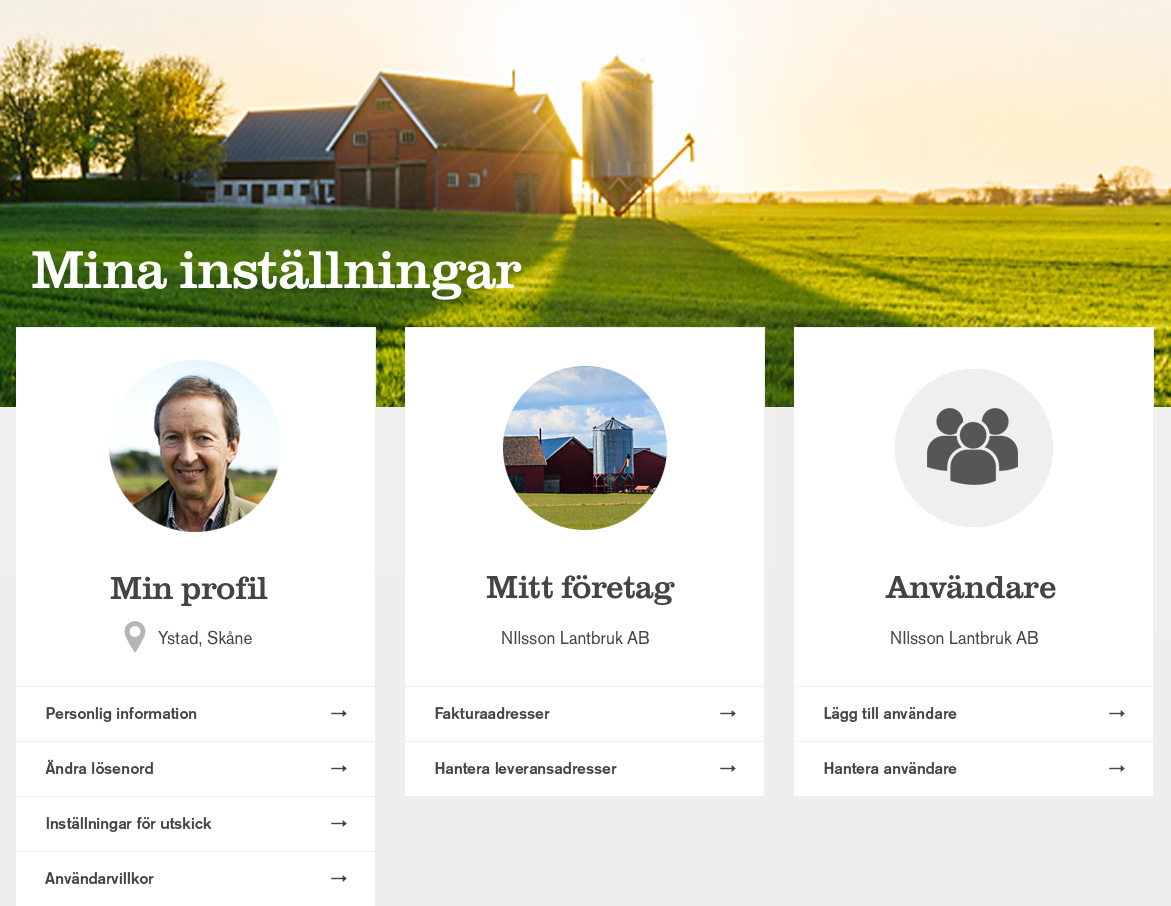 Mina inställningar
Min profil
Ystad, Skåne
Personlig information
Ändra lösenord
Inställningar för utskick
Användarvillkor
Mitt företag
NIlsson Lantbruk AB
Fakturaadresser
Hantera leveransadresser
Användare
NIlsson Lantbruk AB
Lägg till användare
Hantera användare